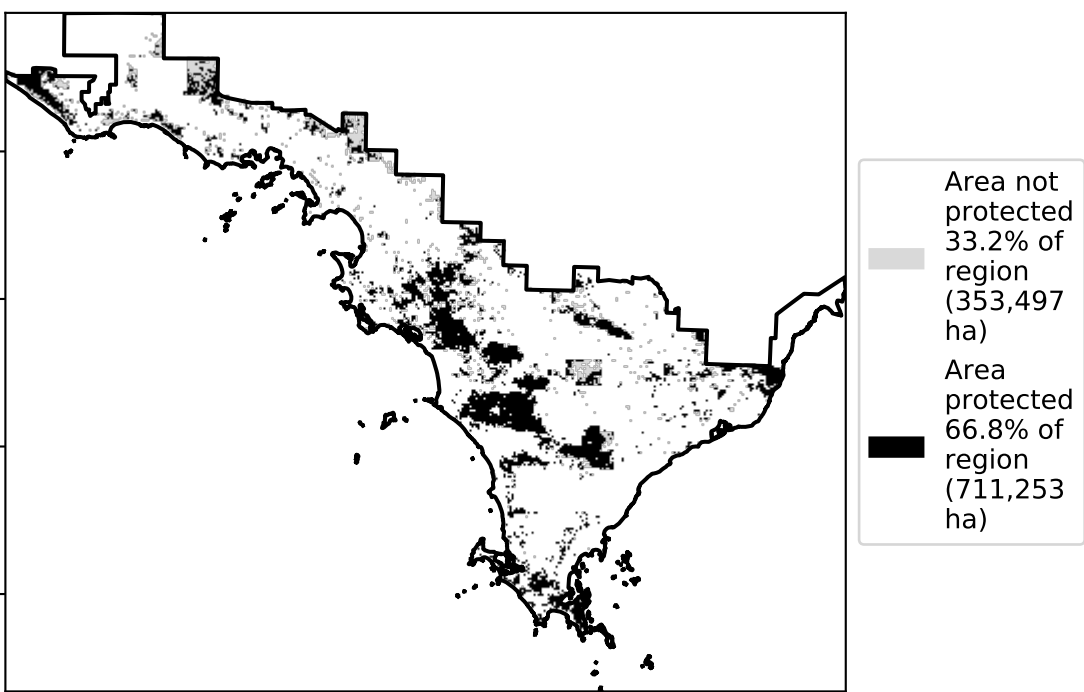 Area not
protected
33.2% of
region
(353,497
ha)
Area
protected
66.8% of
region
(711,253
ha)